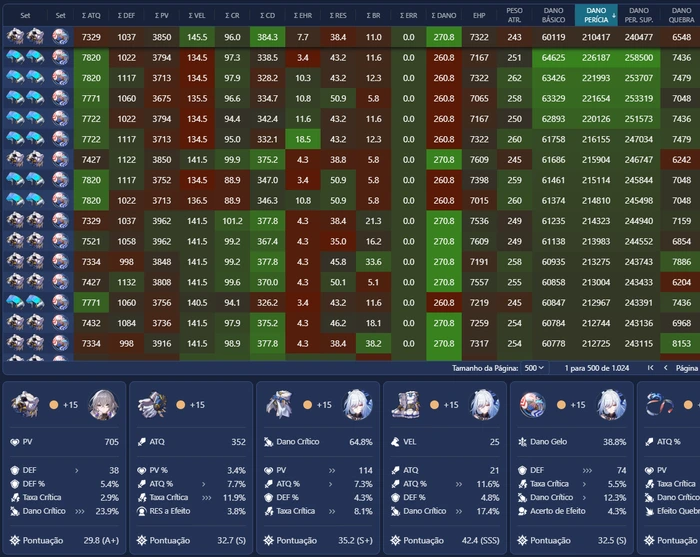 Set Set Σ ATQ Σ DEF Σ PV Σ VEL Σ CR Σ CD Σ EHR Σ RES Σ BR Σ ERR Σ DANO EHP PESO ATR. DANO BÁSICO DANO PERÍCIA ↓ DANO PER. SUP. DANO QUEBRA
7329 1037 3850 145.5 96.0 384.3 7.7 38.4 11.0 0.0 270.8 7322 243 60119 210417 240477 6548
7820 1022 3794 134.5 97.3 338.5 3.4 43.2 11.6 0.0 260.8 7167 251 64625 226187 258500 7436
7820 1117 3713 134.5 97.9 328.2 10.3 43.2 12.3 0.0 260.8 7322 262 63426 221993 253707 7479
7771 1060 3675 135.5 96.6 334.7 10.8 50.9 5.8 0.0 260.8 7065 258 63329 221654 253319 7048
7722 1022 3794 134.5 94.4 342.4 11.6 43.2 11.6 0.0 260.8 7167 250 62893 220126 251573 7436
7722 1117 3713 134.5 95.0 332.1 18.5 43.2 12.3 0.0 260.8 7322 260 61758 216155 247034 7479
7427 1122 3850 141.5 99.9 375.2 4.3 38.8 5.8 0.0 270.8 7609 245 61686 215904 246747 6242
7820 1117 3752 134.5 88.9 347.0 3.4 50.9 5.8 0.0 260.8 7398 259 61461 215114 245844 7048
7820 1022 3713 136.5 88.9 346.3 10.8 50.9 5.8 0.0 260.8 7015 260 61374 214810 245498 7048
7329 1037 3962 141.5 101.2 377.8 4.3 38.4 21.3 0.0 270.8 7536 249 61235 214323 244940 7159
7521 1058 3962 141.5 99.2 367.4 4.3 35.0 16.2 0.0 270.8 7609 249 61138 213983 244552 6854
7334 998 3848 141.5 99.2 377.8 4.3 45.8 33.6 0.0 270.8 7191 258 60935 213275 243743 7886
7427 1132 3808 141.5 99.6 370.0 4.3 50.1 5.1 0.0 270.8 7557 255 60858 213004 243433 6204
7771 1060 3756 140.5 94.1 326.2 3.4 43.2 11.6 0.0 260.8 7219 245 60847 212967 243391 7436
7432 1084 3736 141.5 97.9 375.2 4.3 46.2 18.1 0.0 270.8 7259 254 60784 212744 243136 6968
7334 998 3916 141.5 98.9 377.8 4.3 38.4 38.2 0.0 270.8 7317 254 60778 212725 243115 8153
Tamanho da Página: 500 1 para 500 de 1.024 Página
+15
PV 705
DEF 38
DEF % 5.4%
Taxa Crítica 2.9%
Dano Crítico 23.9%
Pontuação 29.8 (A+)
+15
ATQ 352
PV % 3.4%
ATQ % 7.7%
Taxa Crítica 11.9%
RES a Efeito 3.8%
Pontuação 32.7 (S)
+15
Dano Crítico 64.8%
PV 114
ATQ % 7.3%
DEF % 4.3%
Taxa Crítica 8.1%
Pontuação 35.2 (S+)
+15
VEL 25
ATQ 21
ATQ % 11.6%
DEF % 4.8%
Dano Crítico 17.4%
Pontuação 42.4 (SSS)
+15
Dano Gelo 38.8%
DEF 74
Taxa Crítica 5.5%
Dano Crítico 12.3%
Acerto de Efeito 4.3%
Pontuação 32.5 (S)
ATQ %
PV
Taxa Crítica
Dano Crítico
Efeito Queb
Pontuação